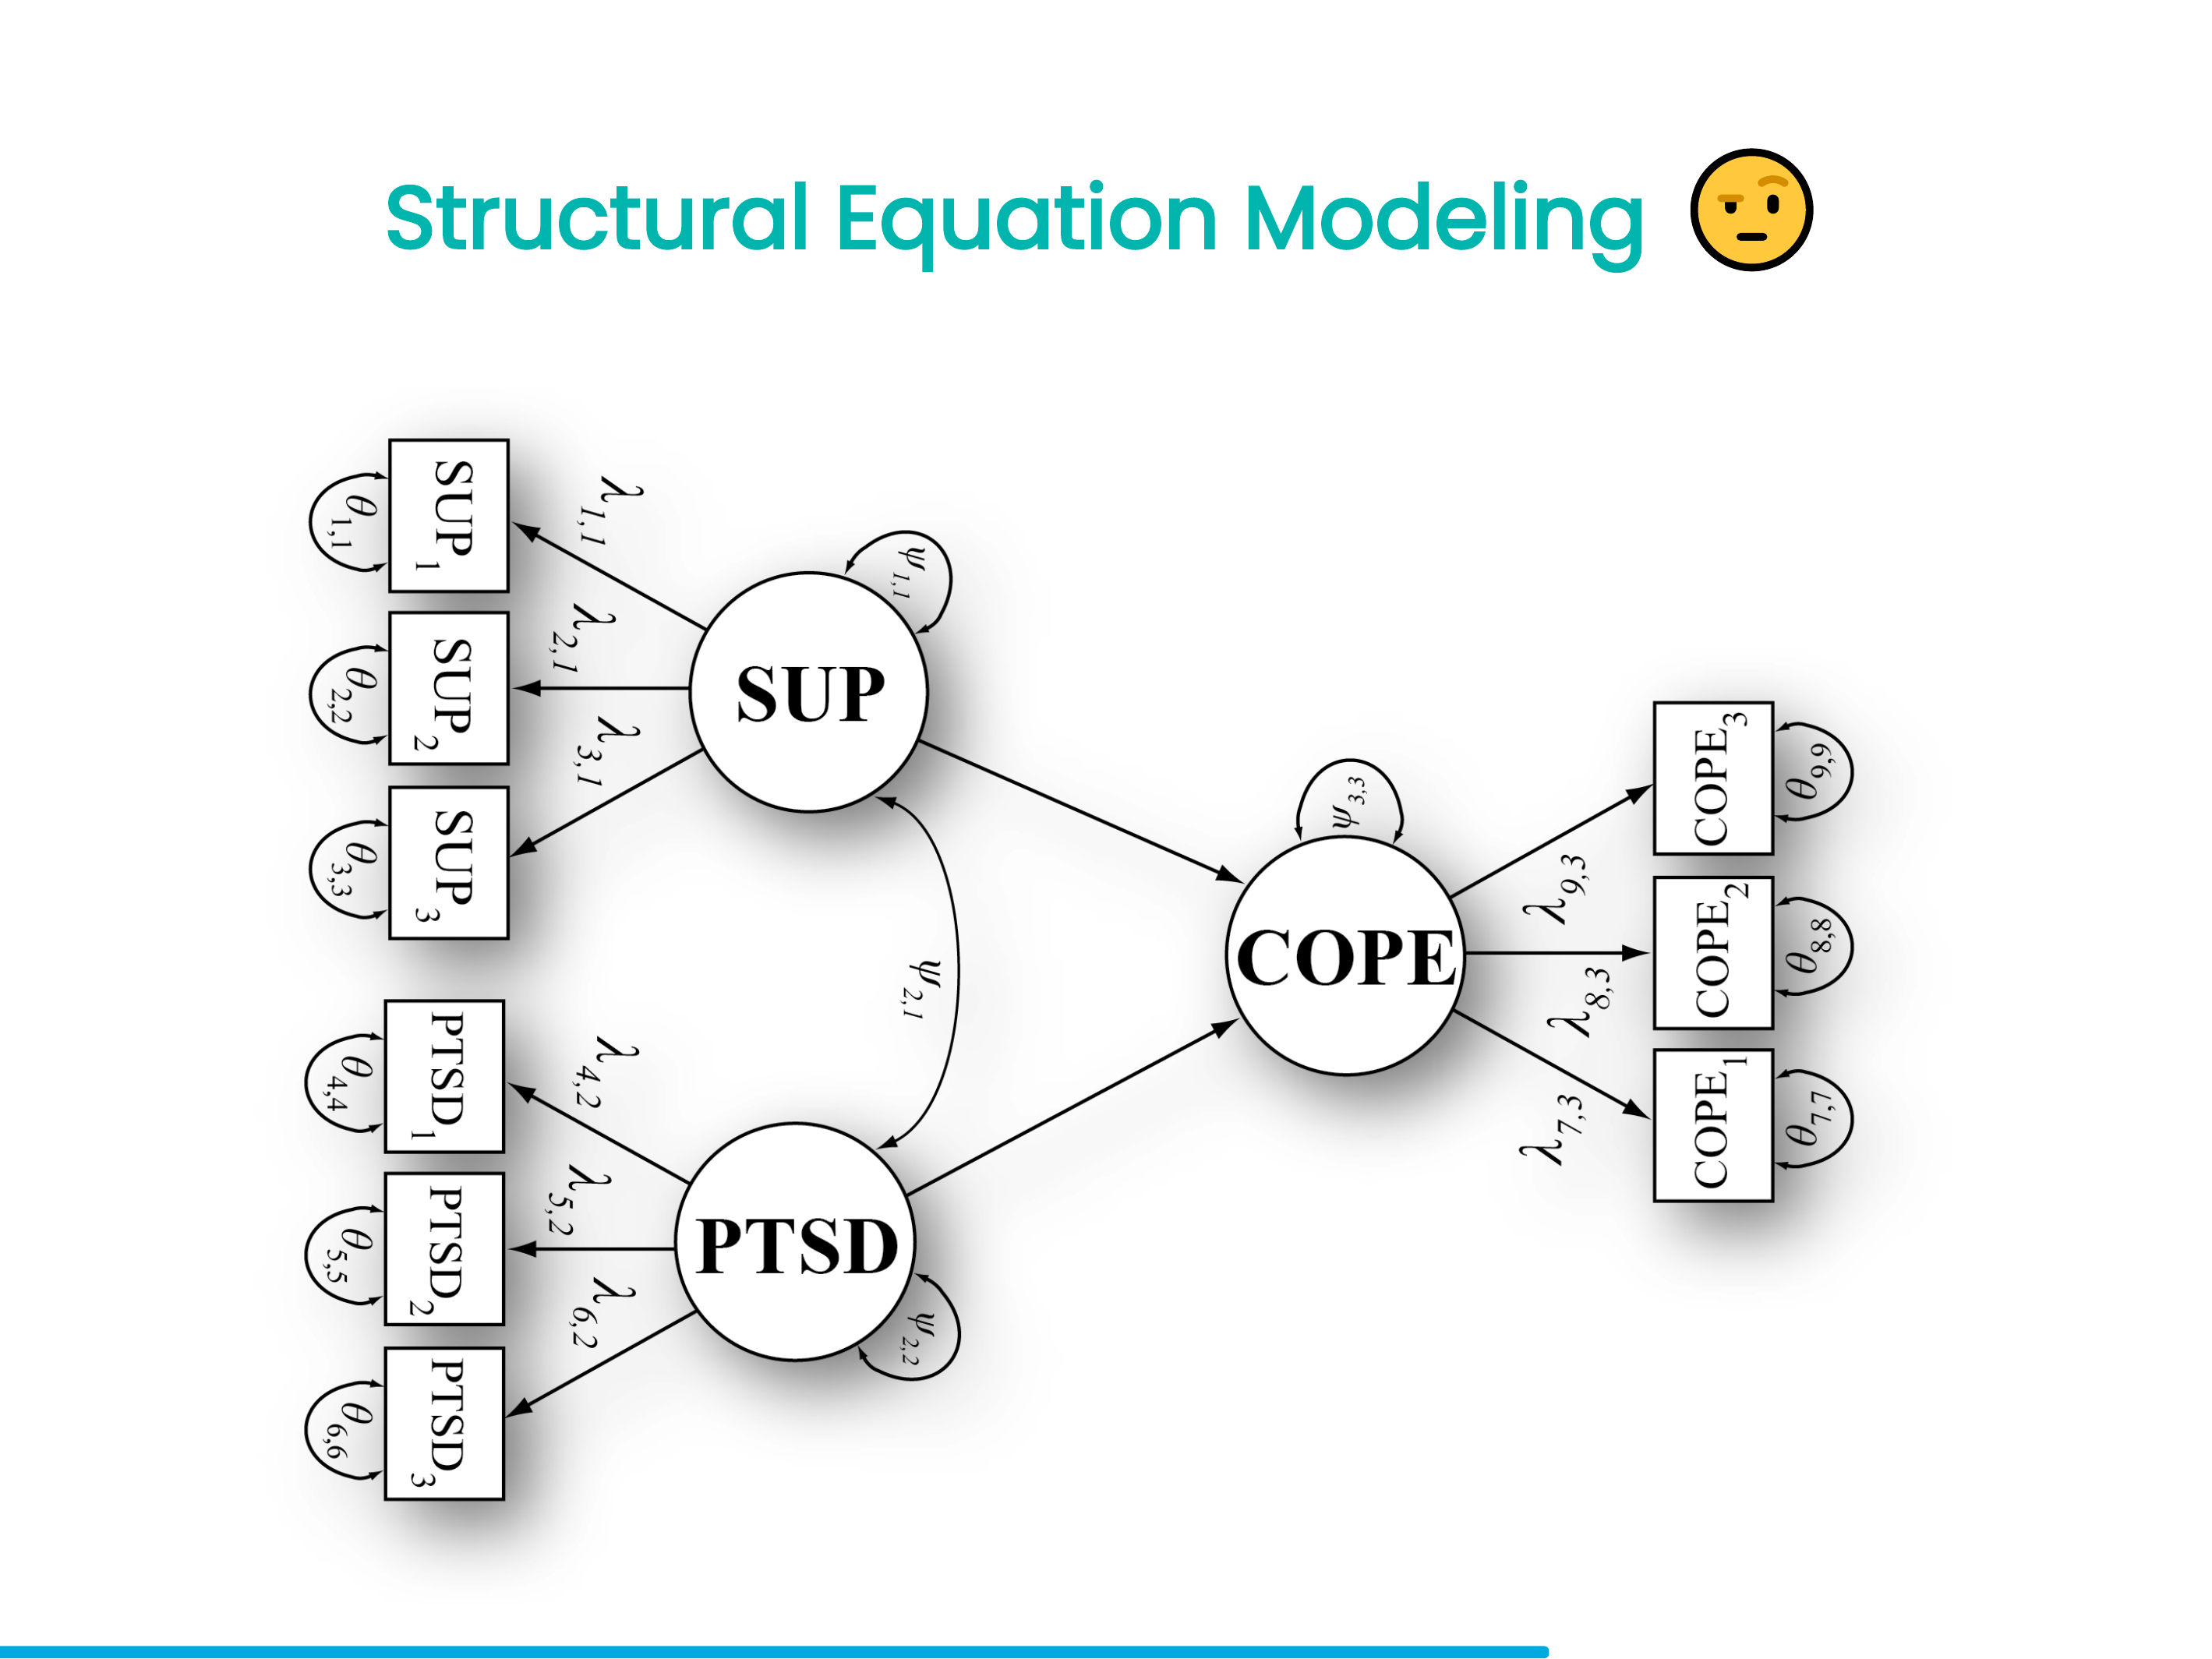 Structural Equation Modeling
SUP1
θ1,1
λ1,1
SUP2
θ2,2
λ2,1
SUP3
θ3,3
λ3,1
SUP
ψ1,1
ψ2,1
PTSD1
θ4,4
λ4,2
PTSD2
θ5,5
λ5,2
PTSD3
θ6,6
λ6,2
PTSD
ψ2,2
COPE
ψ3,3
λ9,3
COPE3
θ9,9
λ8,3
COPE2
θ8,8
λ7,3
COPE1
θ7,7